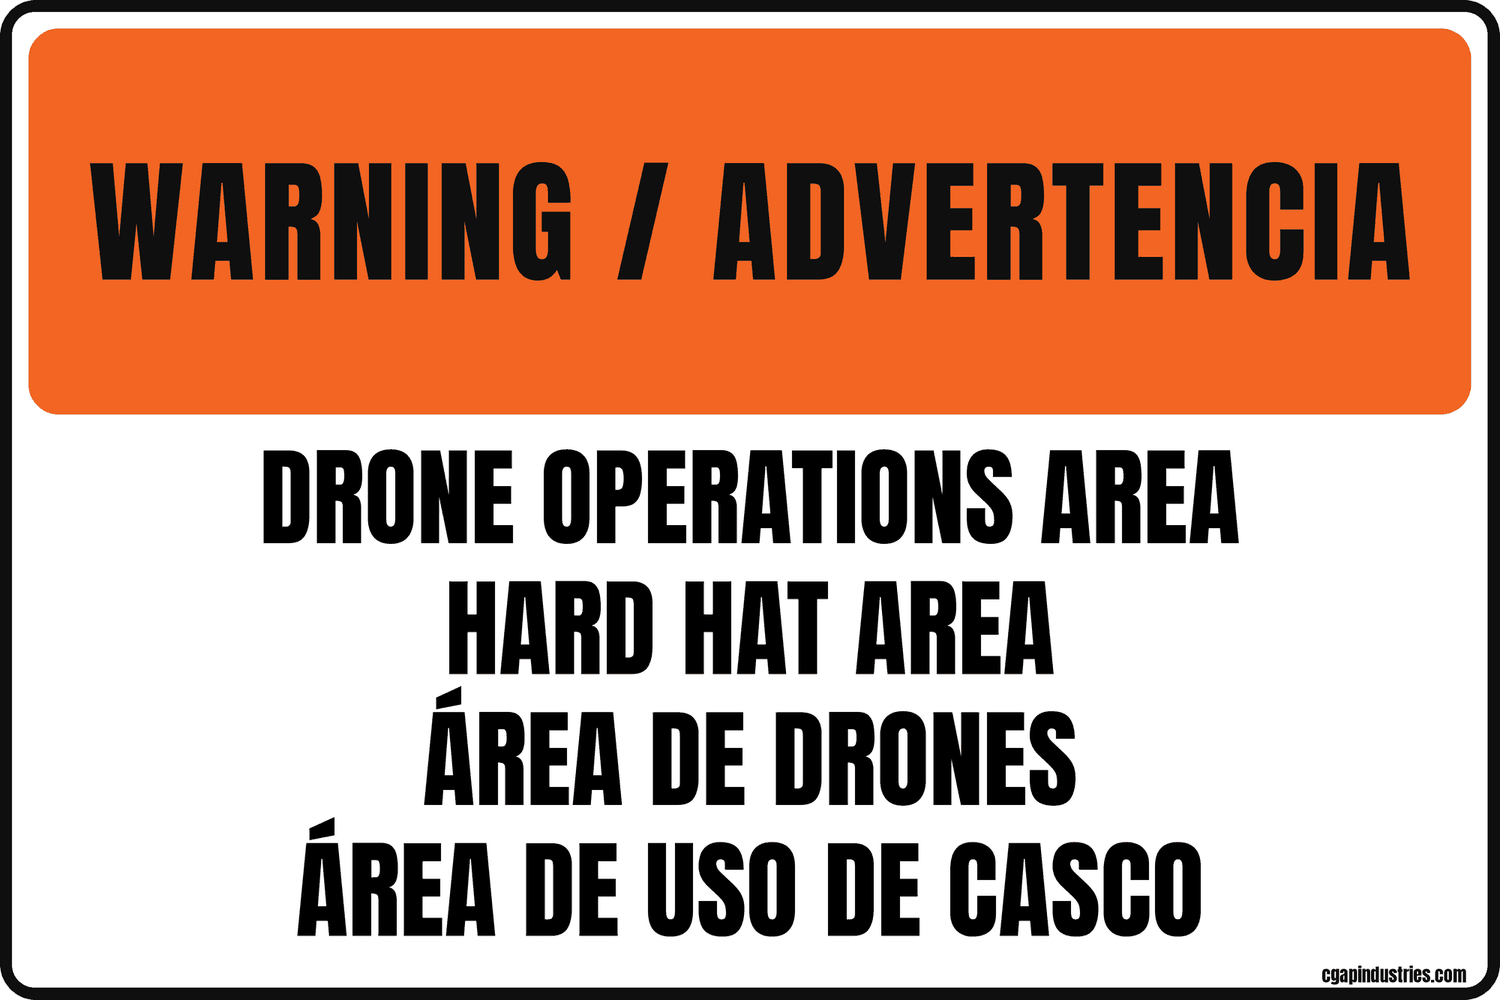 WARNING / ADVERTENCIA
DRONE OPERATIONS AREA
HARD HAT AREA
ÁREA DE DRONES
ÁREA DE USO DE CASCO
cgapindustries.com